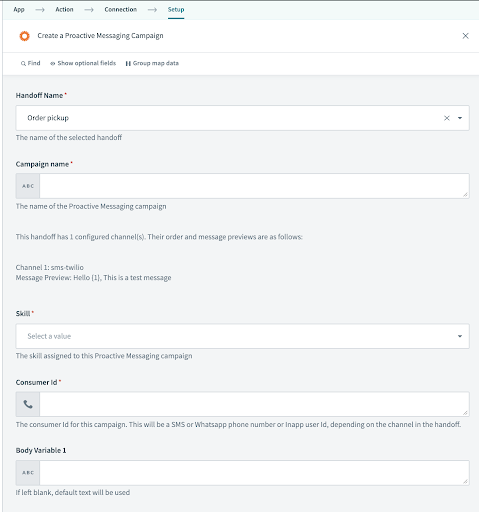 App → Action → Connection → Setup
Create a Proactive Messaging Campaign
Find Show optional fields Group map data
Handoff Name *
Order pickup
The name of the selected handoff
Campaign name *
ABC
The name of the Proactive Messaging campaign
This handoff has 1 configured channel(s). Their order and message previews are as follows:
Channel 1: sms-twilio
Message Preview: Hello {1}, This is a test message
Skill *
Select a value
The skill assigned to this Proactive Messaging campaign
Consumer Id *
The consumer Id for this campaign. This will be a SMS or Whatsapp phone number or Inapp user Id, depending on the channel in the handoff.
Body Variable 1
ABC
If left blank, default text will be used